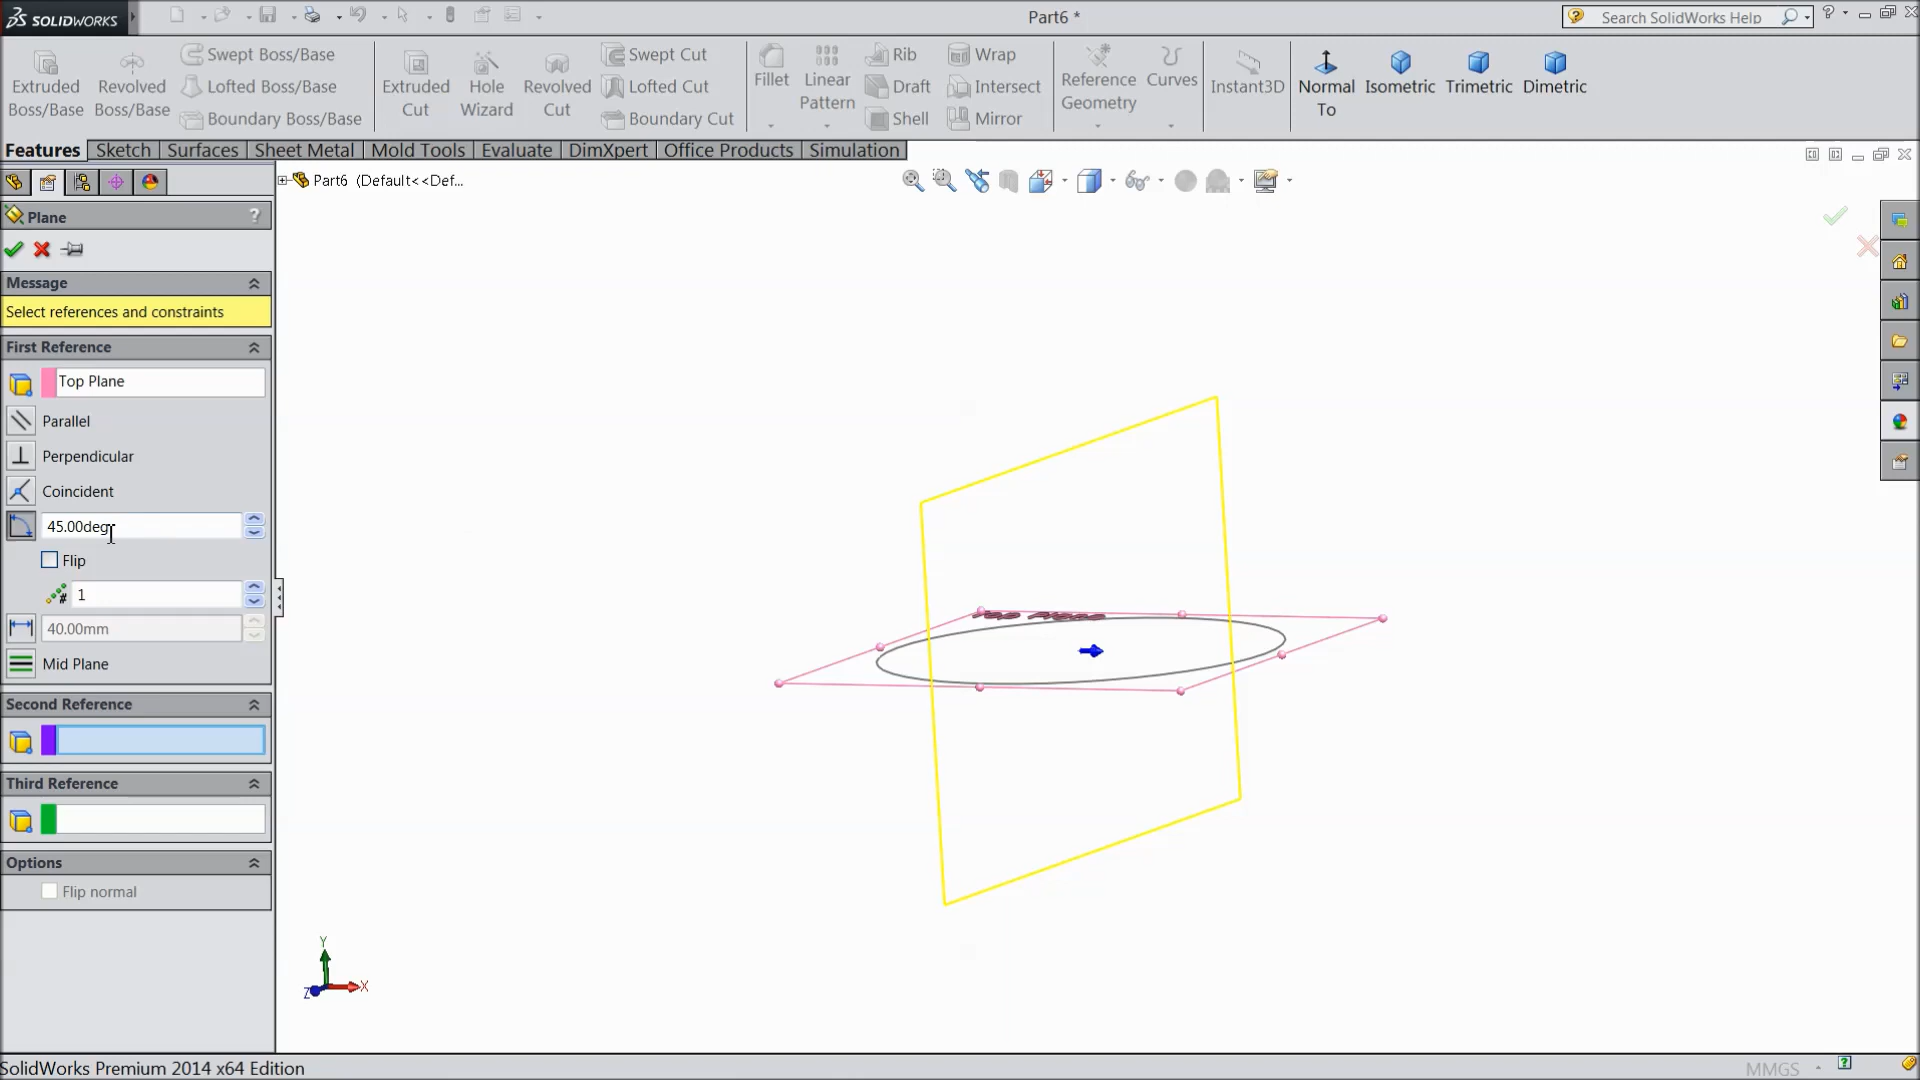 SOLIDWORKS
Part6 *
Search SolidWorks Help
Extruded Boss/Base
Revolved Boss/Base
Swept Boss/Base
Lofted Boss/Base
Boundary Boss/Base
Extruded Cut
Hole Wizard
Revolved Cut
Swept Cut
Lofted Cut
Boundary Cut
Fillet
Linear Pattern
Rib
Draft
Shell
Wrap
Intersect
Mirror
Reference Geometry
Curves
Instant3D
Normal To
Isometric
Trimetric
Dimetric
Features
Sketch
Surfaces
Sheet Metal
Mold Tools
Evaluate
DimXpert
Office Products
Simulation
Part6 (Default<<Def...
Plane
?
Message
Select references and constraints
First Reference
Top Plane
Parallel
Perpendicular
Coincident
45.00deg
Flip
1
40.00mm
Mid Plane
Second Reference
Third Reference
Options
Flip normal
Y
Z
X
SolidWorks Premium 2014 x64 Edition
MMGS